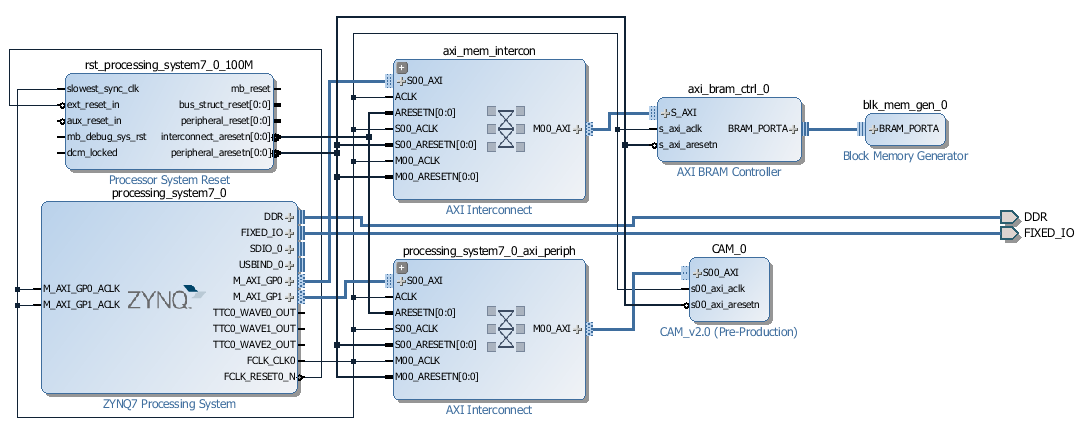 rst_processing_system7_0_100M
slowest_sync_clk
ext_reset_in
aux_reset_in
mb_debug_sys_rst
dcm_locked
mb_reset
bus_struct_reset[0:0]
peripheral_reset[0:0]
interconnect_aresetn[0:0]
peripheral_aresetn[0:0]
Processor System Reset
processing_system7_0
M_AXI_GP0_ACLK
M_AXI_GP1_ACLK
ZYNQ
DDR
FIXED_IO
SDIO_0
USBIND_0
M_AXI_GP0
M_AXI_GP1
TTC0_WAVE0_OUT
TTC0_WAVE1_OUT
TTC0_WAVE2_OUT
FCLK_CLK0
FCLK_RESET0_N
ZYNQ7 Processing System
axi_mem_intercon
S00_AXI
ACLK
ARESETN[0:0]
S00_ACLK
S00_ARESETN[0:0]
M00_ACLK
M00_ARESETN[0:0]
M00_AXI
AXI Interconnect
processing_system7_0_axi_periph
S00_AXI
ACLK
ARESETN[0:0]
S00_ACLK
S00_ARESETN[0:0]
M00_ACLK
M00_ARESETN[0:0]
M00_AXI
AXI Interconnect
axi_bram_ctrl_0
S_AXI
s_axi_aclk
s_axi_aresetn
BRAM_PORTA
AXI BRAM Controller
blk_mem_gen_0
BRAM_PORTA
Block Memory Generator
CAM_0
S00_AXI
s00_axi_aclk
s00_axi_aresetn
CAM_v2.0 (Pre-Production)
DDR
FIXED_IO